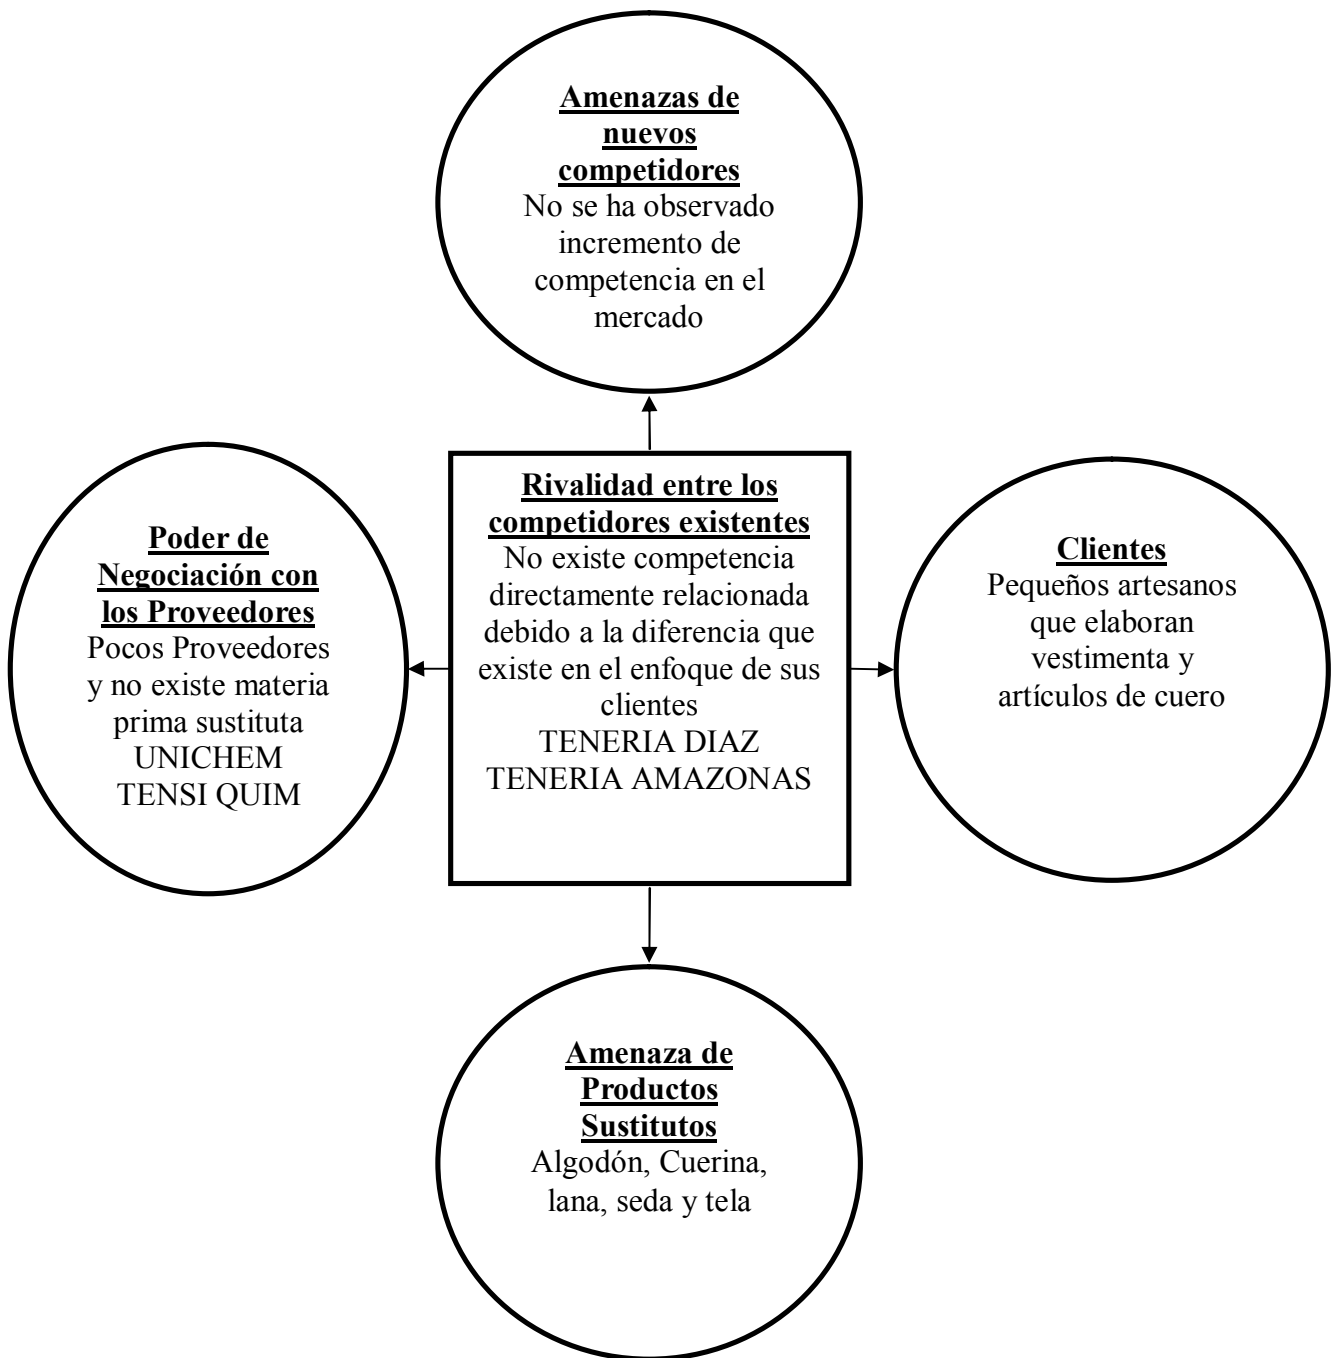 Amenazas de
nuevos
competidores
No se ha observado
incremento de
competencia en el
mercado
Poder de
Negociación con
los Proveedores
Pocos Proveedores
y no existe materia
prima sustituta
UNICHEM
TENSI QUIM
Rivalidad entre los
competidores existentes
No existe competencia
directamente relacionada
debido a la diferencia que
existe en el enfoque de sus
clientes
TENERIA DIAZ
TENERIA AMAZONAS
Clientes
Pequeños artesanos
que elaboran
vestimenta y
artículos de cuero
Amenaza de
Productos
Sustitutos
Algodón, Cuerina,
lana, seda y tela